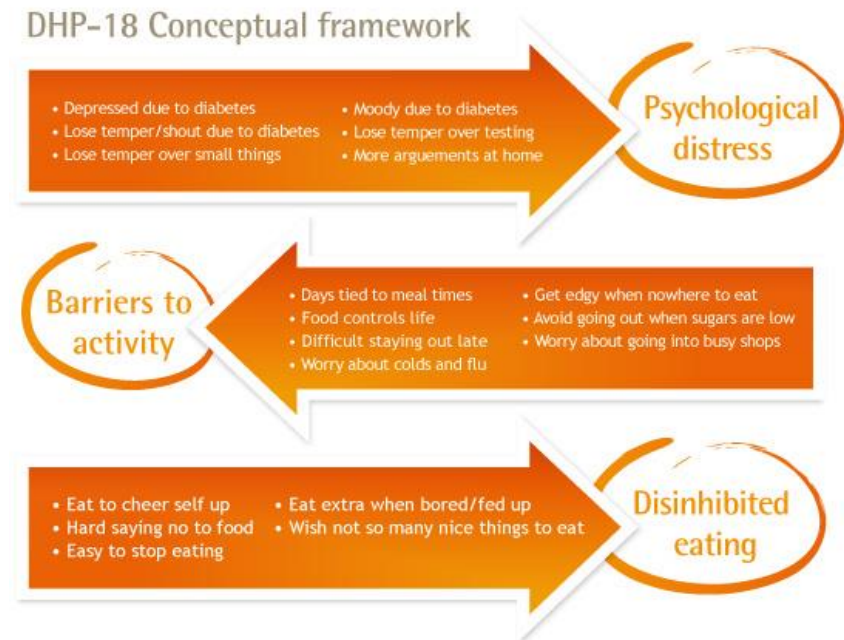 DHP-18 Conceptual framework
• Depressed due to diabetes
• Lose temper/shout due to diabetes
• Lose temper over small things
• Moody due to diabetes
• Lose temper over testing
• More arguements at home
Psychological
distress
Barriers to
activity
• Days tied to meal times
• Food controls life
• Difficult staying out late
• Worry about colds and flu
• Get edgy when nowhere to eat
• Avoid going out when sugars are low
• Worry about going into busy shops
• Eat to cheer self up
• Hard saying no to food
• Easy to stop eating
• Eat extra when bored/fed up
• Wish not so many nice things to eat
Disinhibited
eating